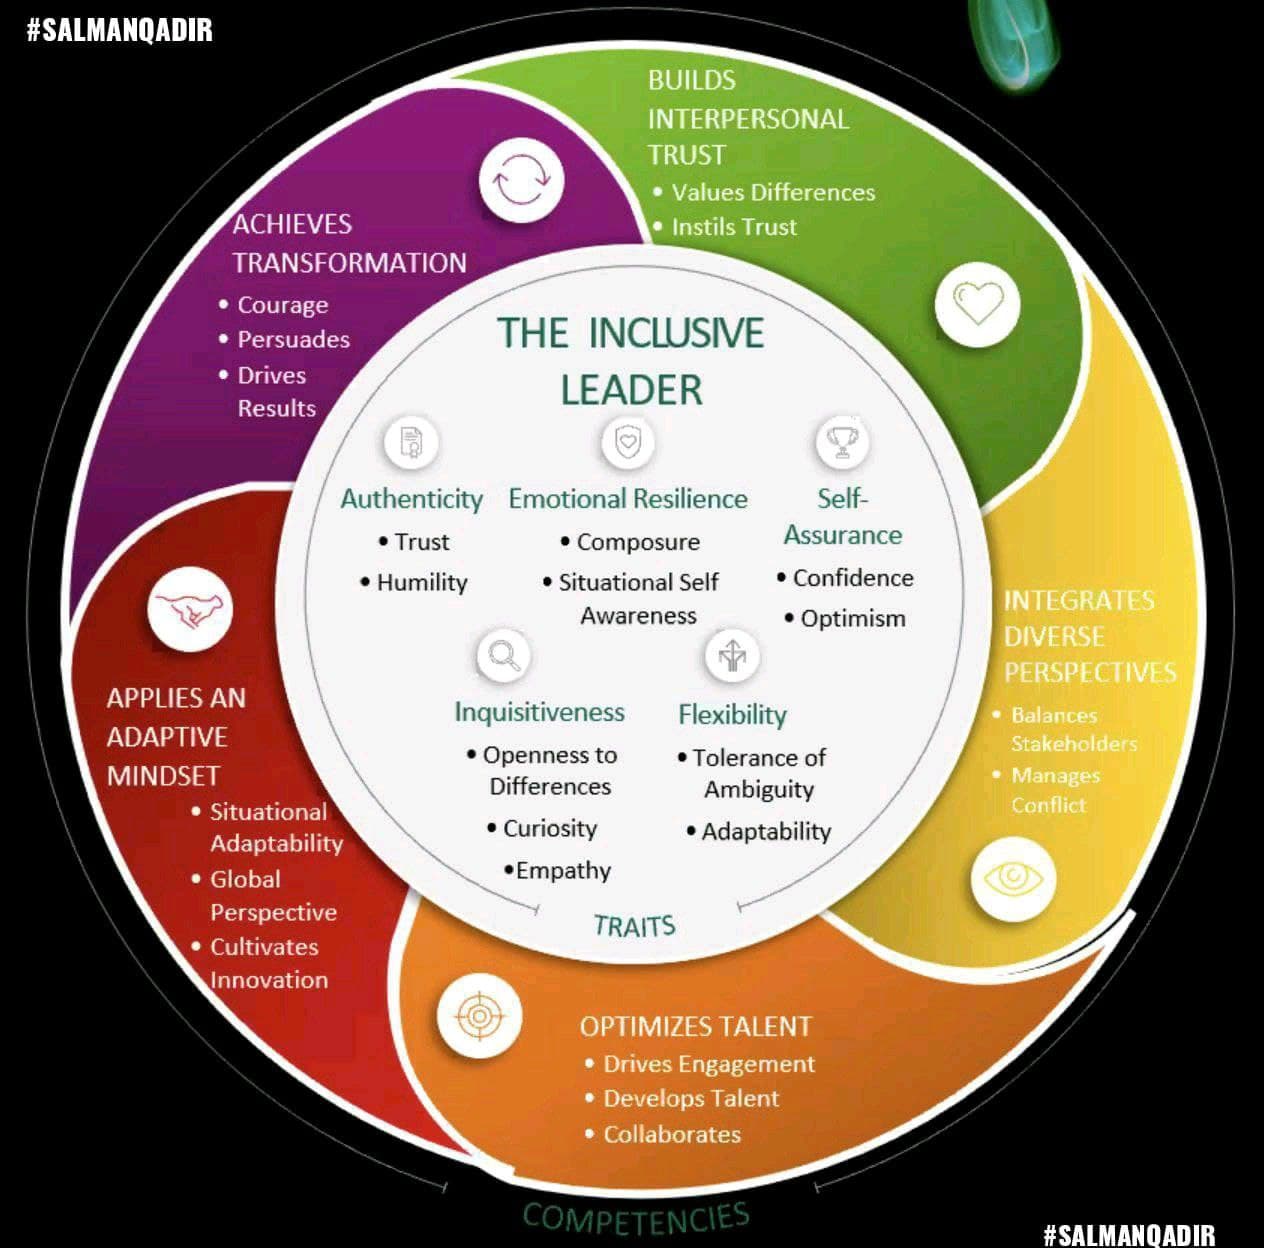 #SALMANQADIR
BUILDS
INTERPERSONAL
TRUST
• Values Differences
• Instils Trust
ACHIEVES
TRANSFORMATION
• Courage
• Persuades
• Drives
Results
THE INCLUSIVE
LEADER
Authenticity
• Trust
• Humility
Emotional Resilience
• Composure
• Situational Self
Awareness
Self-
Assurance
• Confidence
• Optimism
Inquisitiveness
• Openness to
Differences
• Curiosity
•Empathy
Flexibility
• Tolerance of
Ambiguity
• Adaptability
TRAITS
INTEGRATES
DIVERSE
PERSPECTIVES
• Balances
Stakeholders
• Manages
Conflict
APPLIES AN
ADAPTIVE
MINDSET
• Situational
Adaptability
• Global
Perspective
• Cultivates
Innovation
OPTIMIZES TALENT
• Drives Engagement
• Develops Talent
• Collaborates
COMPETENCIES
#SALMANQADIR